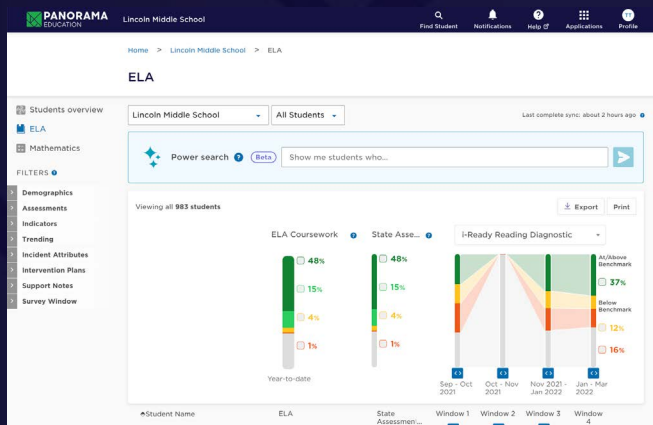 PANORAMA
EDUCATION
Lincoln Middle School
Find Student
Notifications
Help
Applications
TT
Profile
Home > Lincoln Middle School > ELA
ELA
Students overview
ELA
Mathematics
FILTERS
Demographics
Assessments
Indicators
Trending
Incident Attributes
Intervention Plans
Support Notes
Survey Window
Lincoln Middle School
All Students
Last complete sync: about 2 hours ago
Power search
Beta
Show me students who...
Viewing all 983 students
Export
Print
ELA Coursework
48%
15%
4%
1%
Year-to-date
State Asse...
48%
15%
4%
1%
i-Ready Reading Diagnostic
At/Above
Benchmark
37%
Below
Benchmark
12%
16%
Sep - Oct
2021
Oct - Nov
2021
Nov 2021 -
Jan 2022
Jan - Mar
2022
Student Name
ELA
State
Assessment...
Window 1
Window 2
Window 3
Window
4